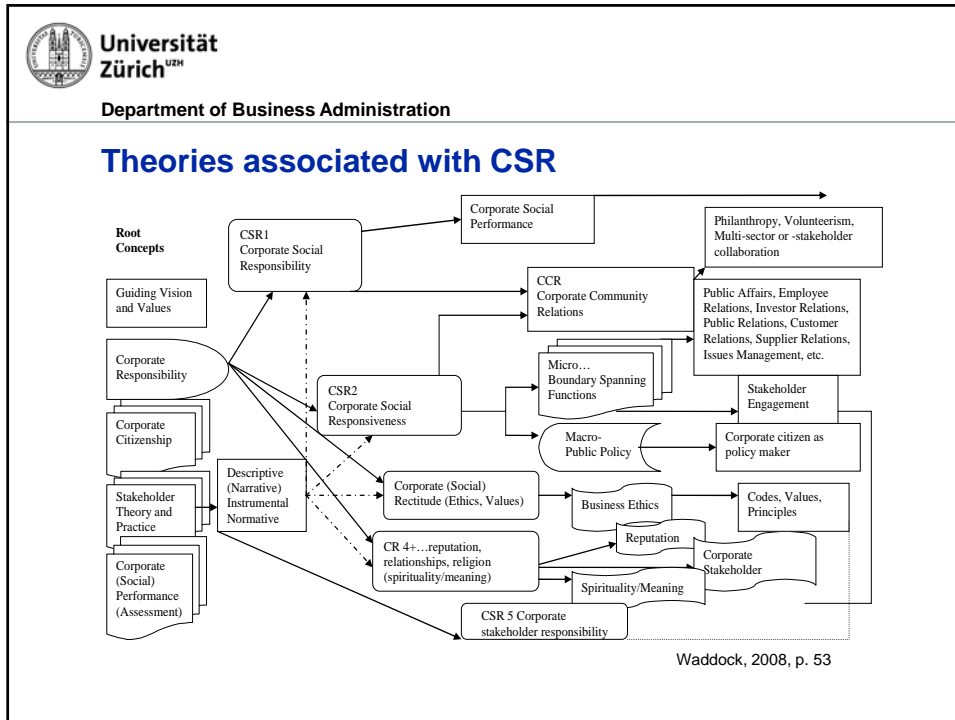 Universität
Zürich UZH
Department of Business Administration
Theories associated with CSR
Root
Concepts
Guiding Vision
and Values
Corporate
Responsibility
Corporate
Citizenship
Stakeholder
Theory and
Practice
Corporate
(Social)
Performance
(Assessment)
Descriptive
(Narrative)
Instrumental
Normative
CSR1
Corporate Social
Responsibility
CSR2
Corporate Social
Responsiveness
Corporate (Social)
Rectitude (Ethics, Values)
CR 4+…reputation,
relationships, religion
(spirituality/meaning)
CSR 5 Corporate
stakeholder responsibility
Corporate Social
Performance
CCR
Corporate Community
Relations
Micro…
Boundary Spanning
Functions
Macro-
Public Policy
Business Ethics
Reputation
Spirituality/Meaning
Philanthropy, Volunteerism,
Multi-sector or -stakeholder
collaboration
Public Affairs, Employee
Relations, Investor Relations,
Public Relations, Customer
Relations, Supplier Relations,
Issues Management, etc.
Stakeholder
Engagement
Corporate citizen as
policy maker
Codes, Values,
Principles
Corporate
Stakeholder
Waddock, 2008, p. 53